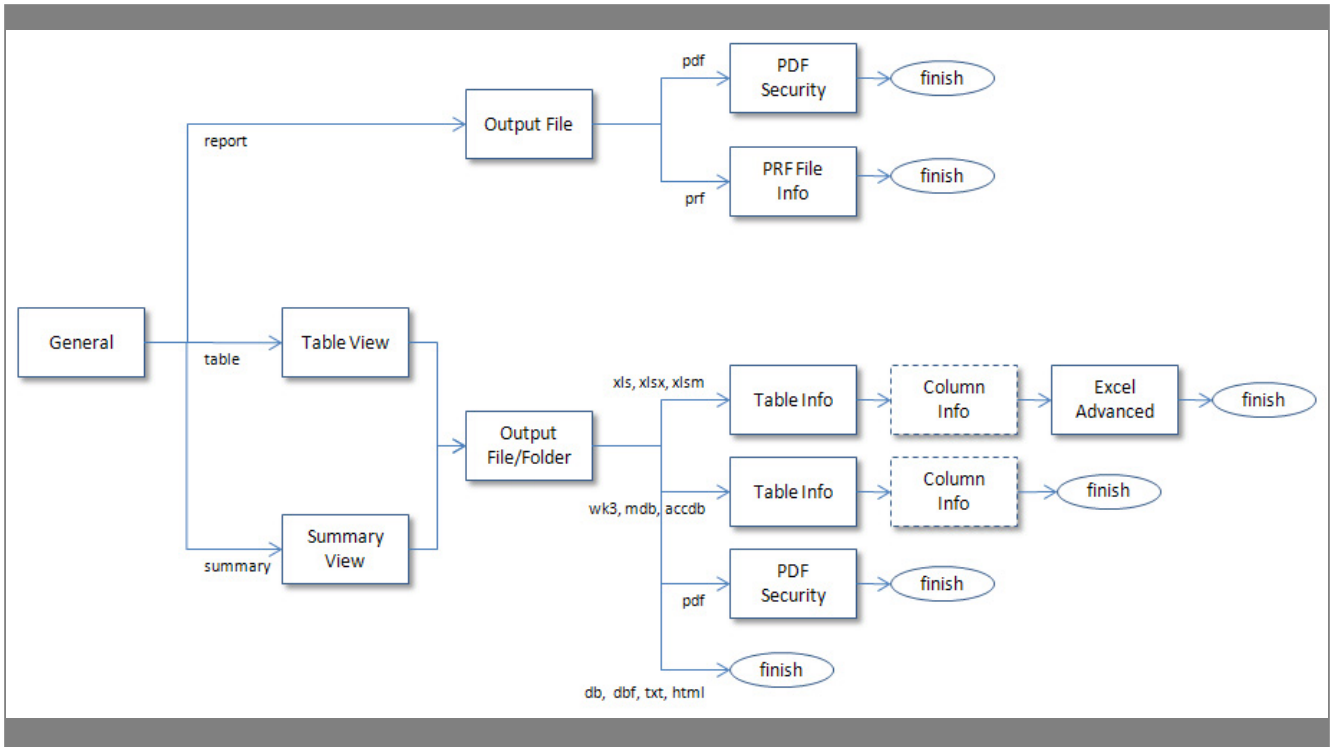 pdf
PDF
Security
finish
Output File
report
PRF File
Info
finish
prf
General
Table View
table
xls, xlsx, xlsm
Table Info
Column
Info
Excel
Advanced
finish
Output
File/Folder
wk3, mdb, accdb
Table Info
Column
Info
finish
Summary
View
summary
pdf
PDF
Security
finish
finish
db, dbf, txt, html